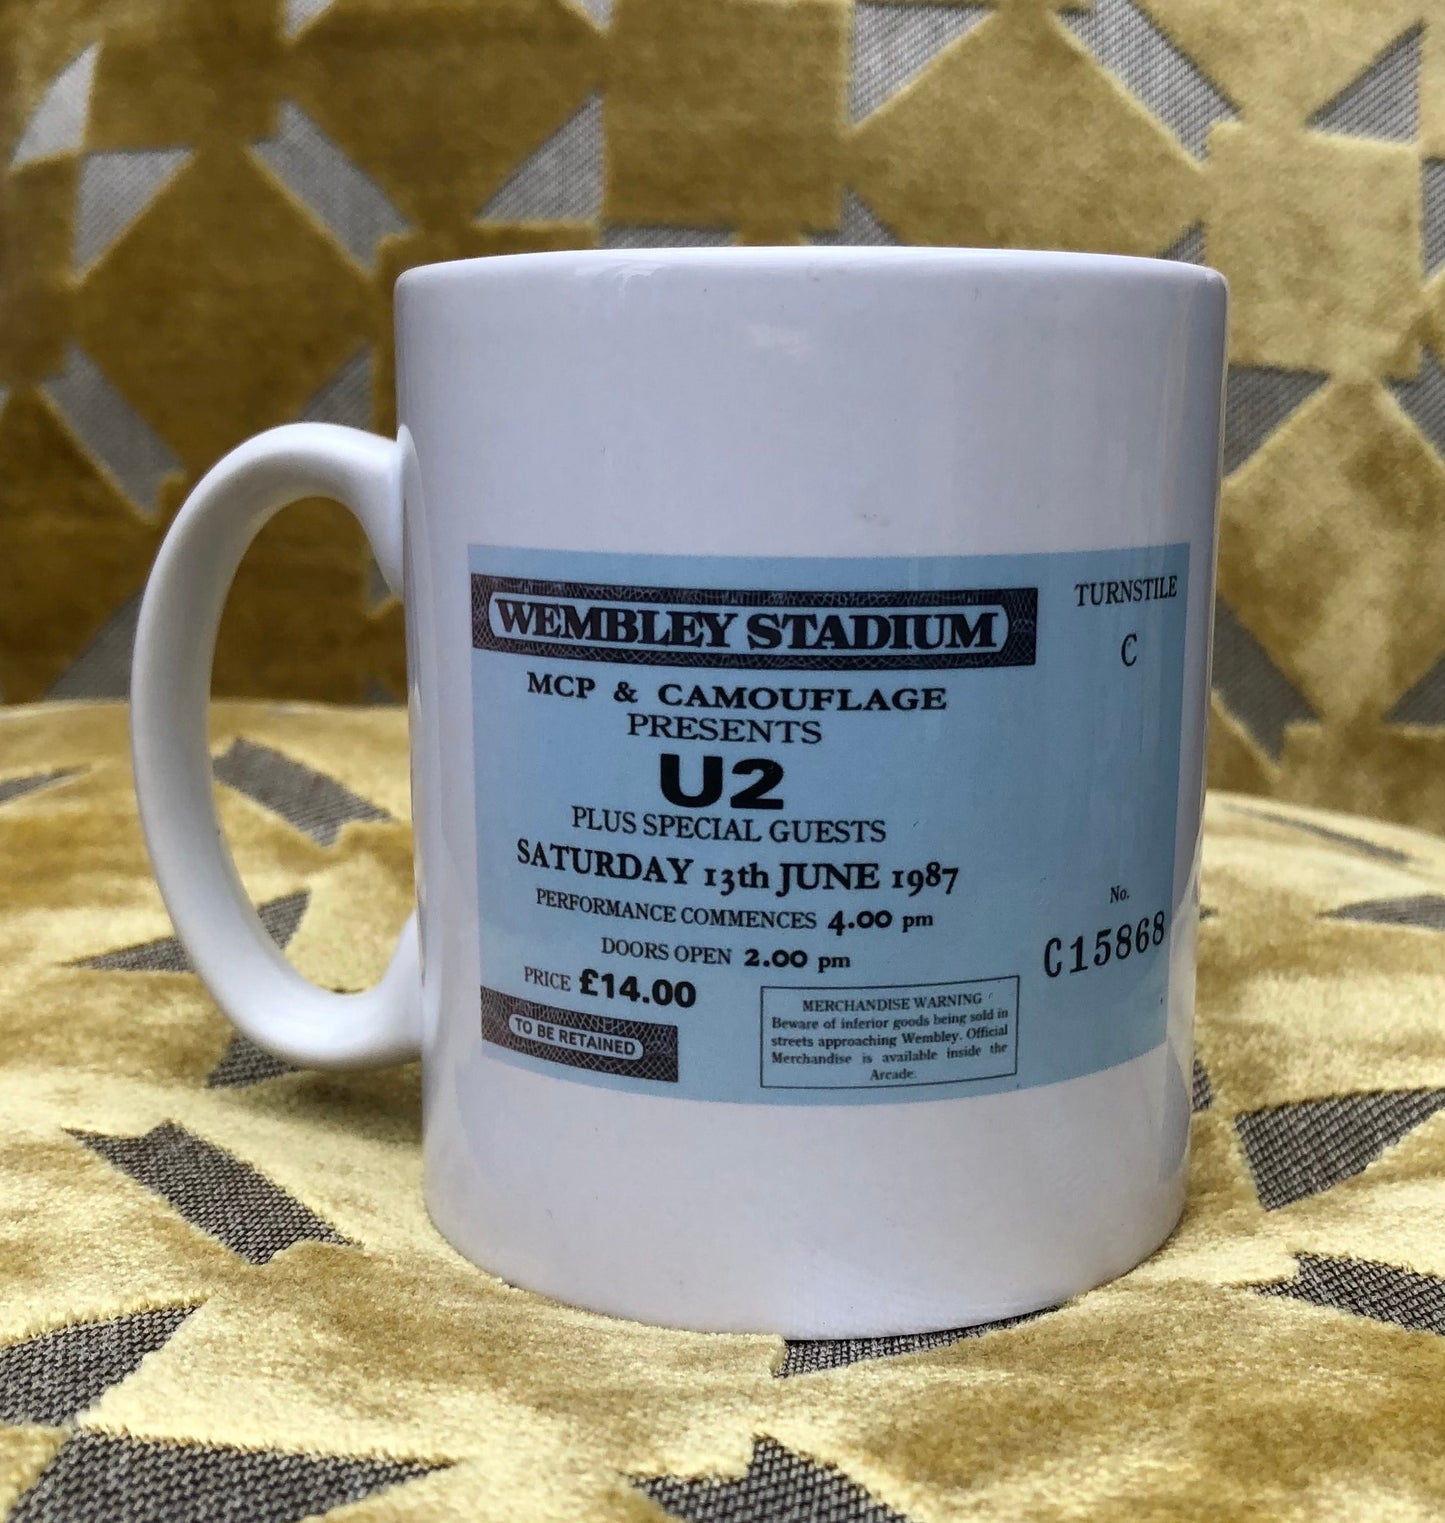 WEMBLEY STADIUM
MCP & CAMOUFLAGE
PRESENTS
U2
PLUS SPECIAL GUESTS
SATURDAY 13th JUNE 1987
PERFORMANCE COMMENCES 4.00 pm
DOORS OPEN 2.00 pm
PRICE £14.00
TO BE RETAINED
MERCHANDISE WARNING
Beware of inferior goods being sold in
streets approaching Wembley. Official
Merchandise is available inside the
Arcade.
TURNSTILE
C
No.
C15868